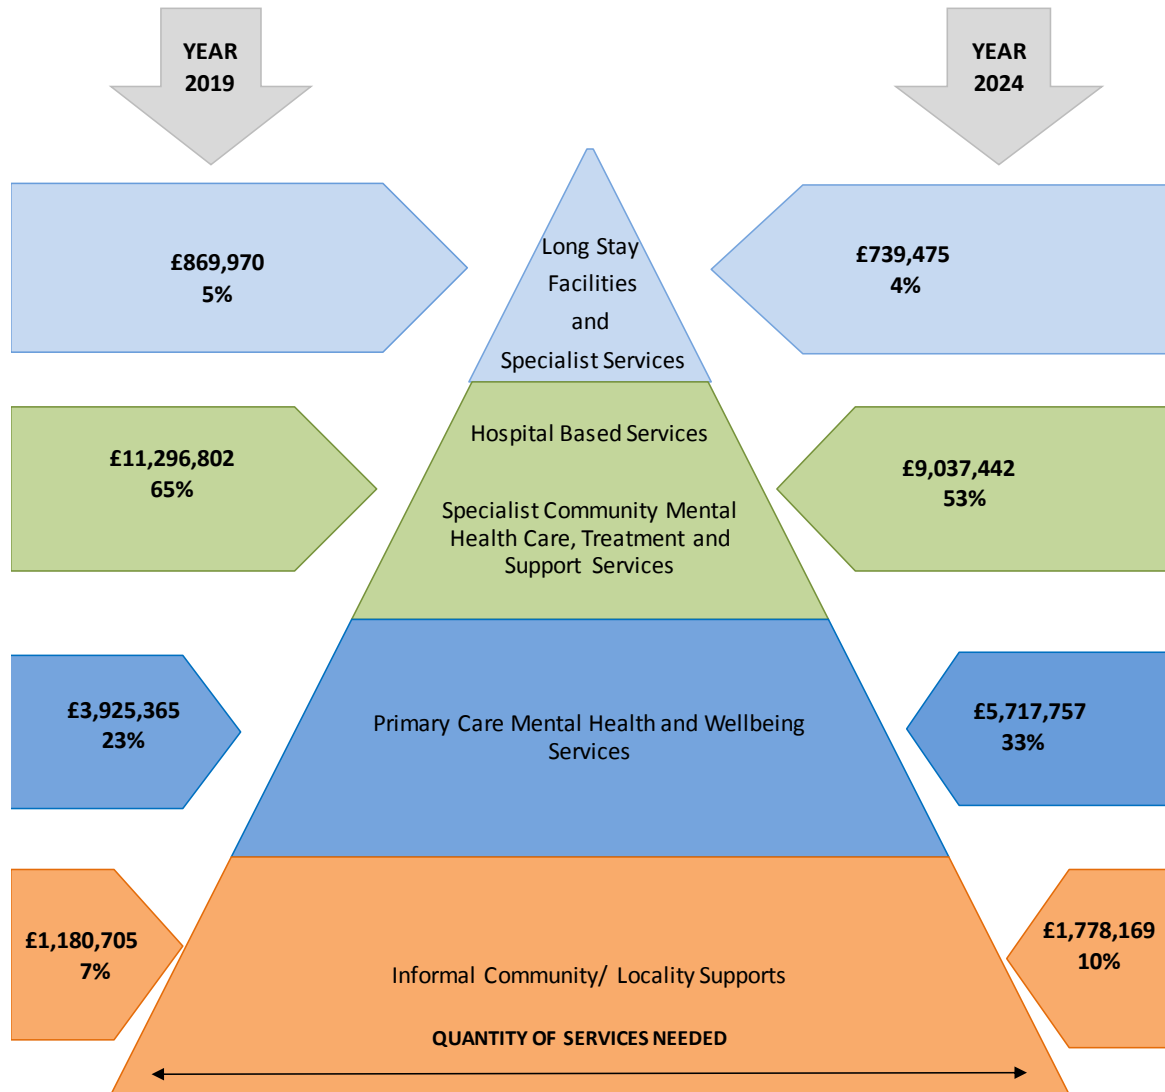 YEAR
2019
YEAR
2024
£869,970
5%
Long Stay
Facilities
and
Specialist Services
£739,475
4%
£11,296,802
65%
Hospital Based Services
Specialist Community Mental
Health Care, Treatment and
Support Services
£9,037,442
53%
£3,925,365
23%
Primary Care Mental Health and Wellbeing
Services
£5,717,757
33%
£1,180,705
7%
Informal Community/ Locality Supports
£1,778,169
10%
QUANTITY OF SERVICES NEEDED